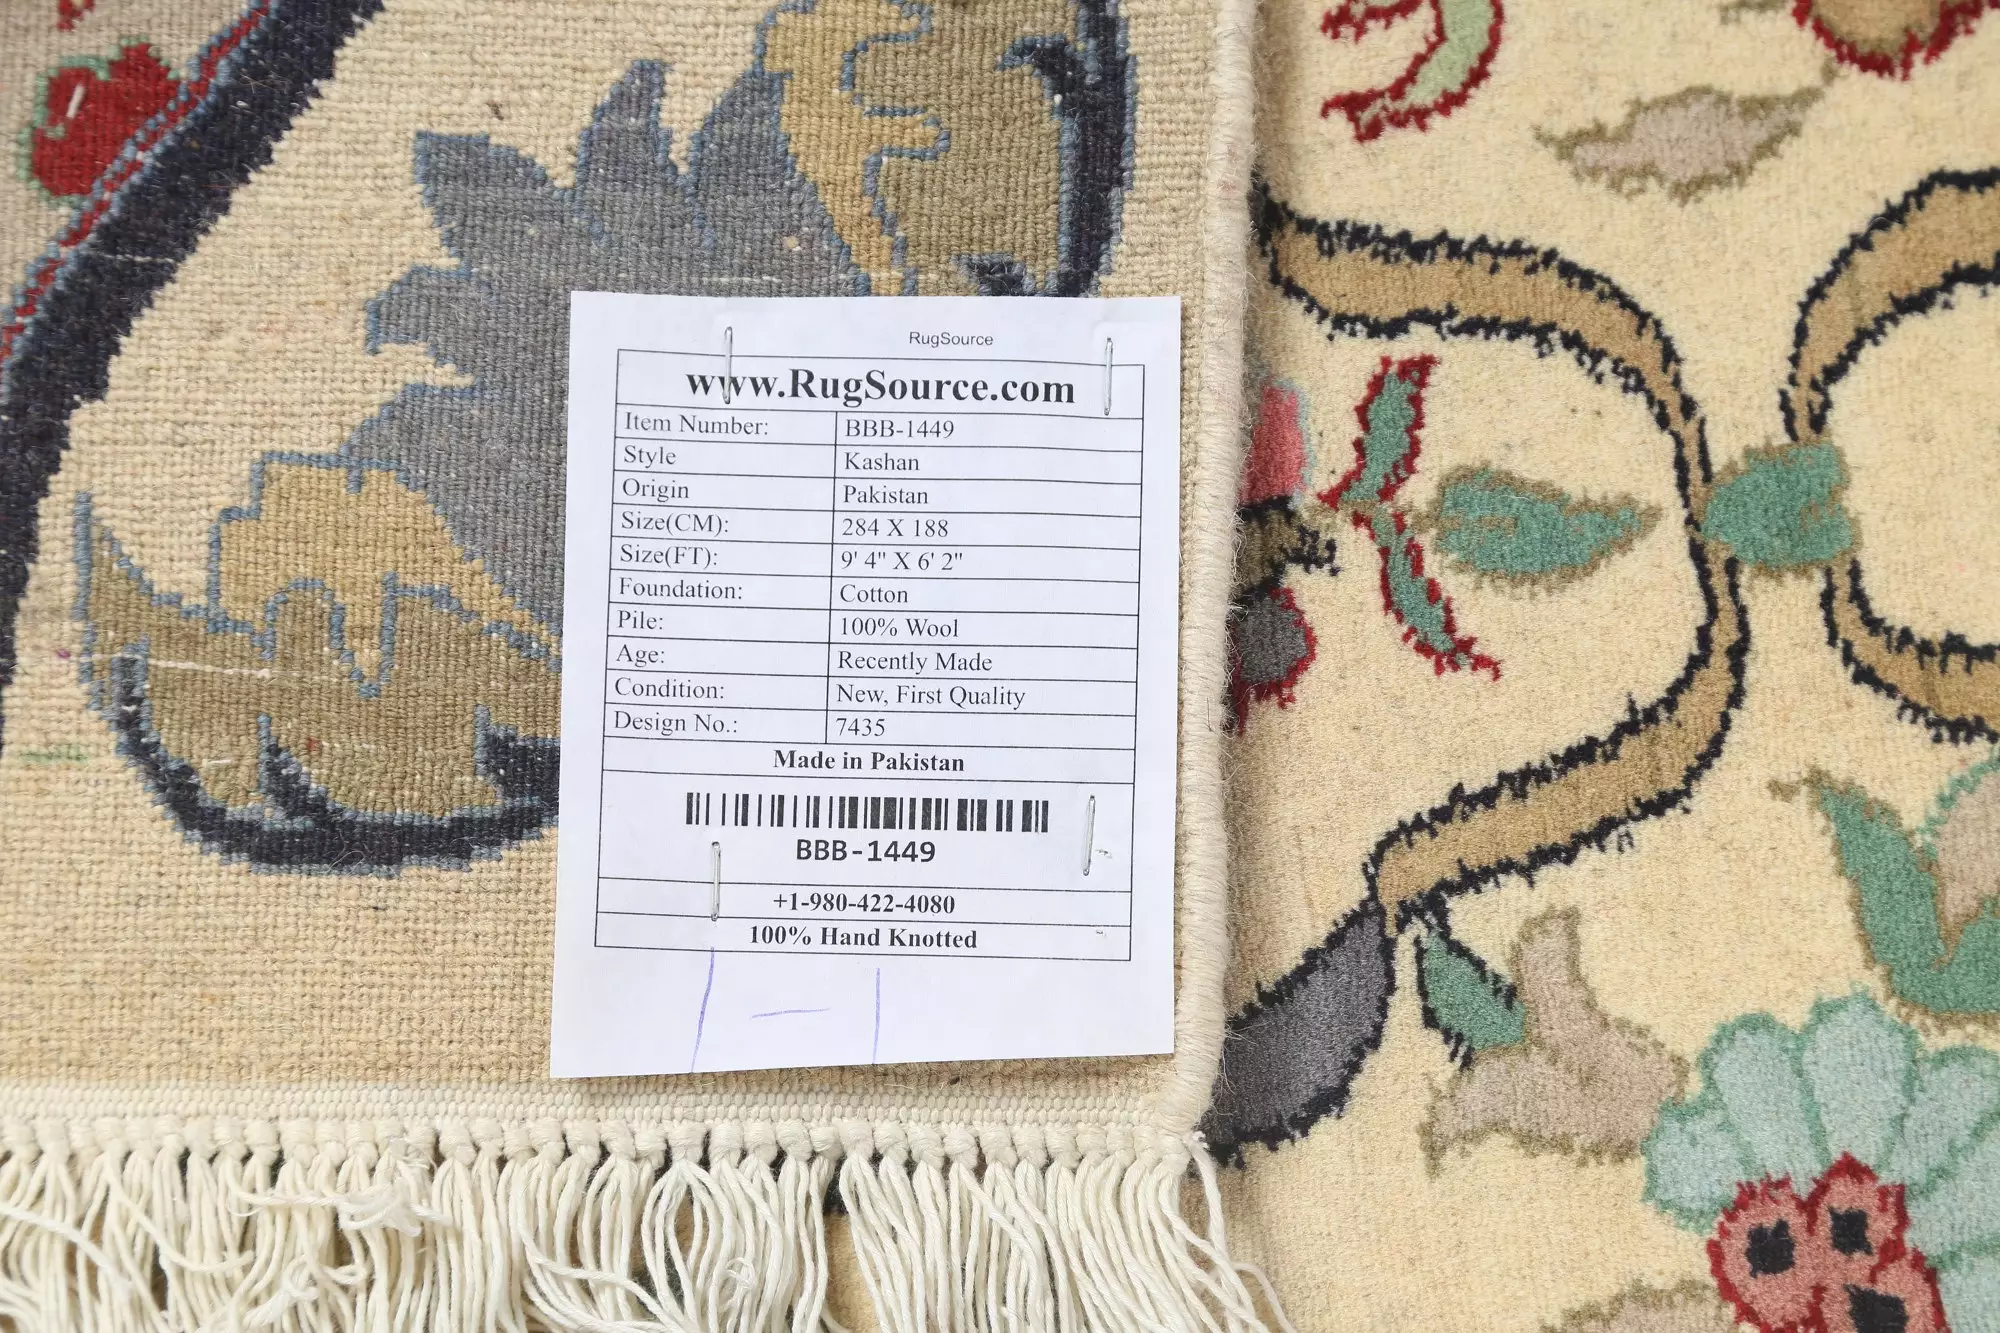 RugSource
www.RugSource.com
Item Number: BBB-1449
Style Kashan
Origin Pakistan
Size(CM): 284 X 188
Size(FT): 9' 4" X 6' 2"
Foundation: Cotton
Pile: 100% Wool
Age: Recently Made
Condition: New, First Quality
Design No.: 7435
Made in Pakistan
BBB-1449
+1-980-422-4080
100% Hand Knotted
| - |